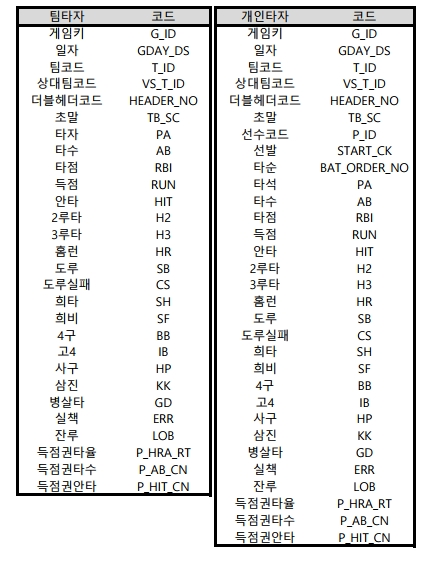 팀타자 코드
게임키 G_ID
일자 GDAY_DS
팀코드 T_ID
상대팀코드 VS_T_ID
더블헤더코드 HEADER_NO
초말 TB_SC
타자 PA
타수 AB
타점 RBI
득점 RUN
안타 HIT
2루타 H2
3루타 H3
홈런 HR
도루 SB
도루실패 CS
희타 SH
희비 SF
4구 BB
고4 IB
사구 HP
삼진 KK
병살타 GD
실책 ERR
잔루 LOB
득점권타율 P_HRA_RT
득점권타수 P_AB_CN
득점권안타 P_HIT_CN
개인타자 코드
게임키 G_ID
일자 GDAY_DS
팀코드 T_ID
상대팀코드 VS_T_ID
더블헤더코드 HEADER_NO
초말 TB_SC
선수코드 P_ID
선발 START_CK
타순 BAT_ORDER_NO
타석 PA
타수 AB
타점 RBI
득점 RUN
안타 HIT
2루타 H2
3루타 H3
홈런 HR
도루 SB
도루실패 CS
희타 SH
희비 SF
4구 BB
고4 IB
사구 HP
삼진 KK
병살타 GD
실책 ERR
잔루 LOB
득점권타율 P_HRA_RT
득점권타수 P_AB_CN
득점권안타 P_HIT_CN